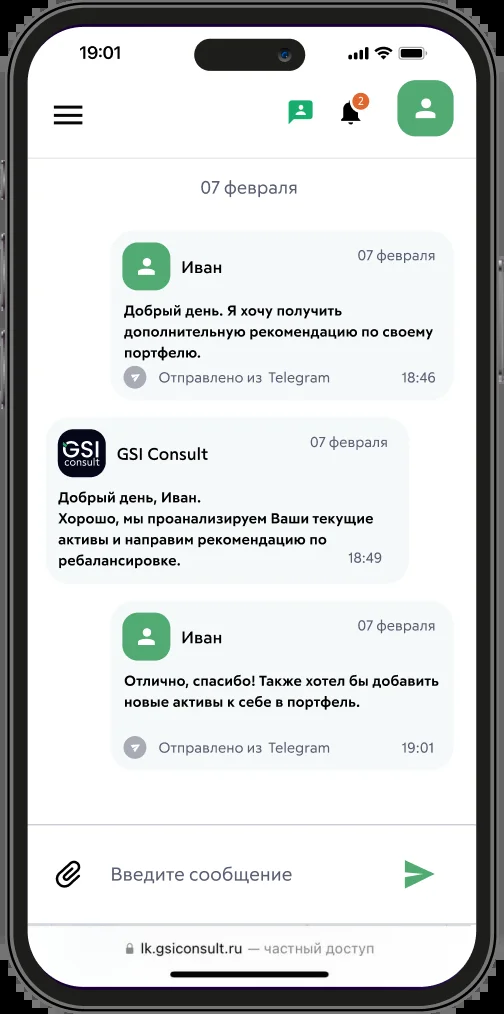 19:01
2
07 февраля
Иван
07 февраля
Добрый день. Я хочу получить
дополнительную рекомендацию по своему
портфелю.
Отправлено из Telegram
18:46
GSI
consult
GSI Consult
07 февраля
Добрый день, Иван.
Хорошо, мы проанализируем Ваши текущие
активы и направим рекомендацию по
ребалансировке.
18:49
Иван
07 февраля
Отлично, спасибо! Также хотел бы добавить
новые активы к себе в портфель.
Отправлено из Telegram
19:01
Введите сообщение
lk.gsiconsult.ru — частный доступ